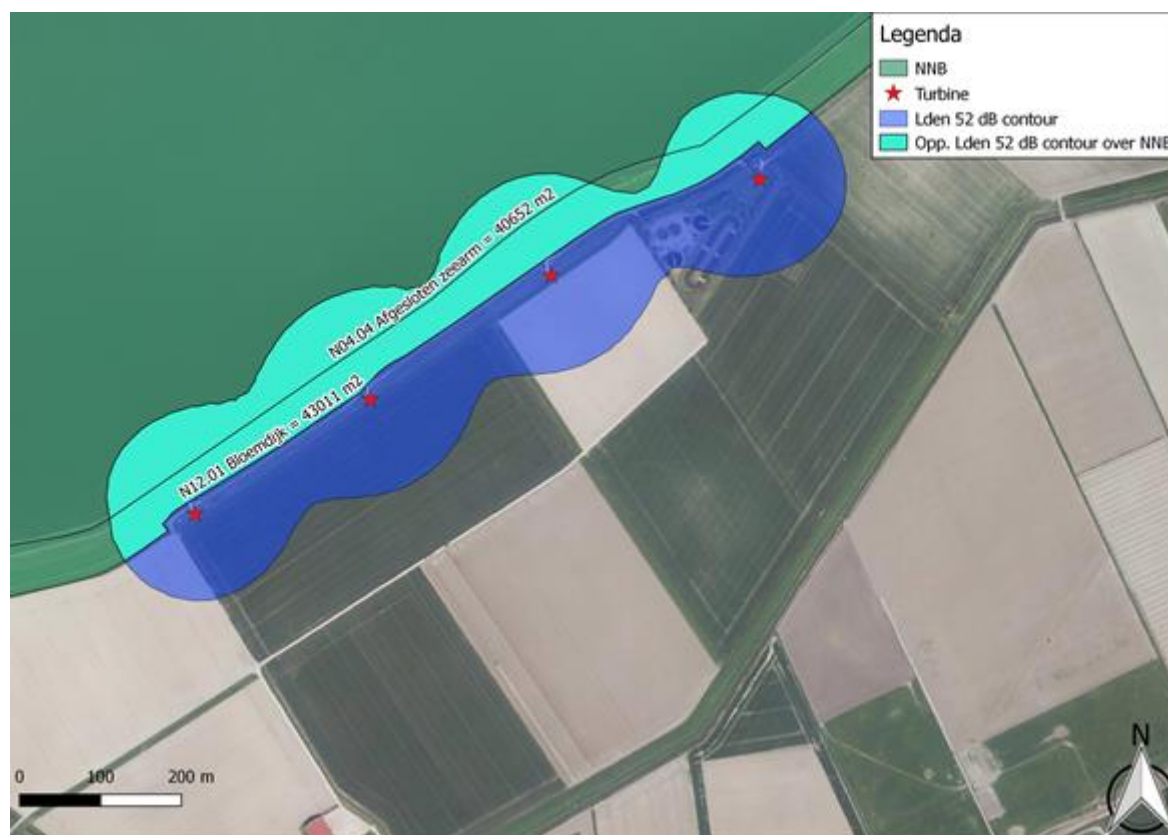 Legenda
NNB
Turbine
Lden 52 dB contour
Opp. Lden 52 dB contour over NNB
N04.04 Afgesloten zeearm = 40652 m2
N12.01 Bloemdijk = 43011 m2
0 100 200 m
N